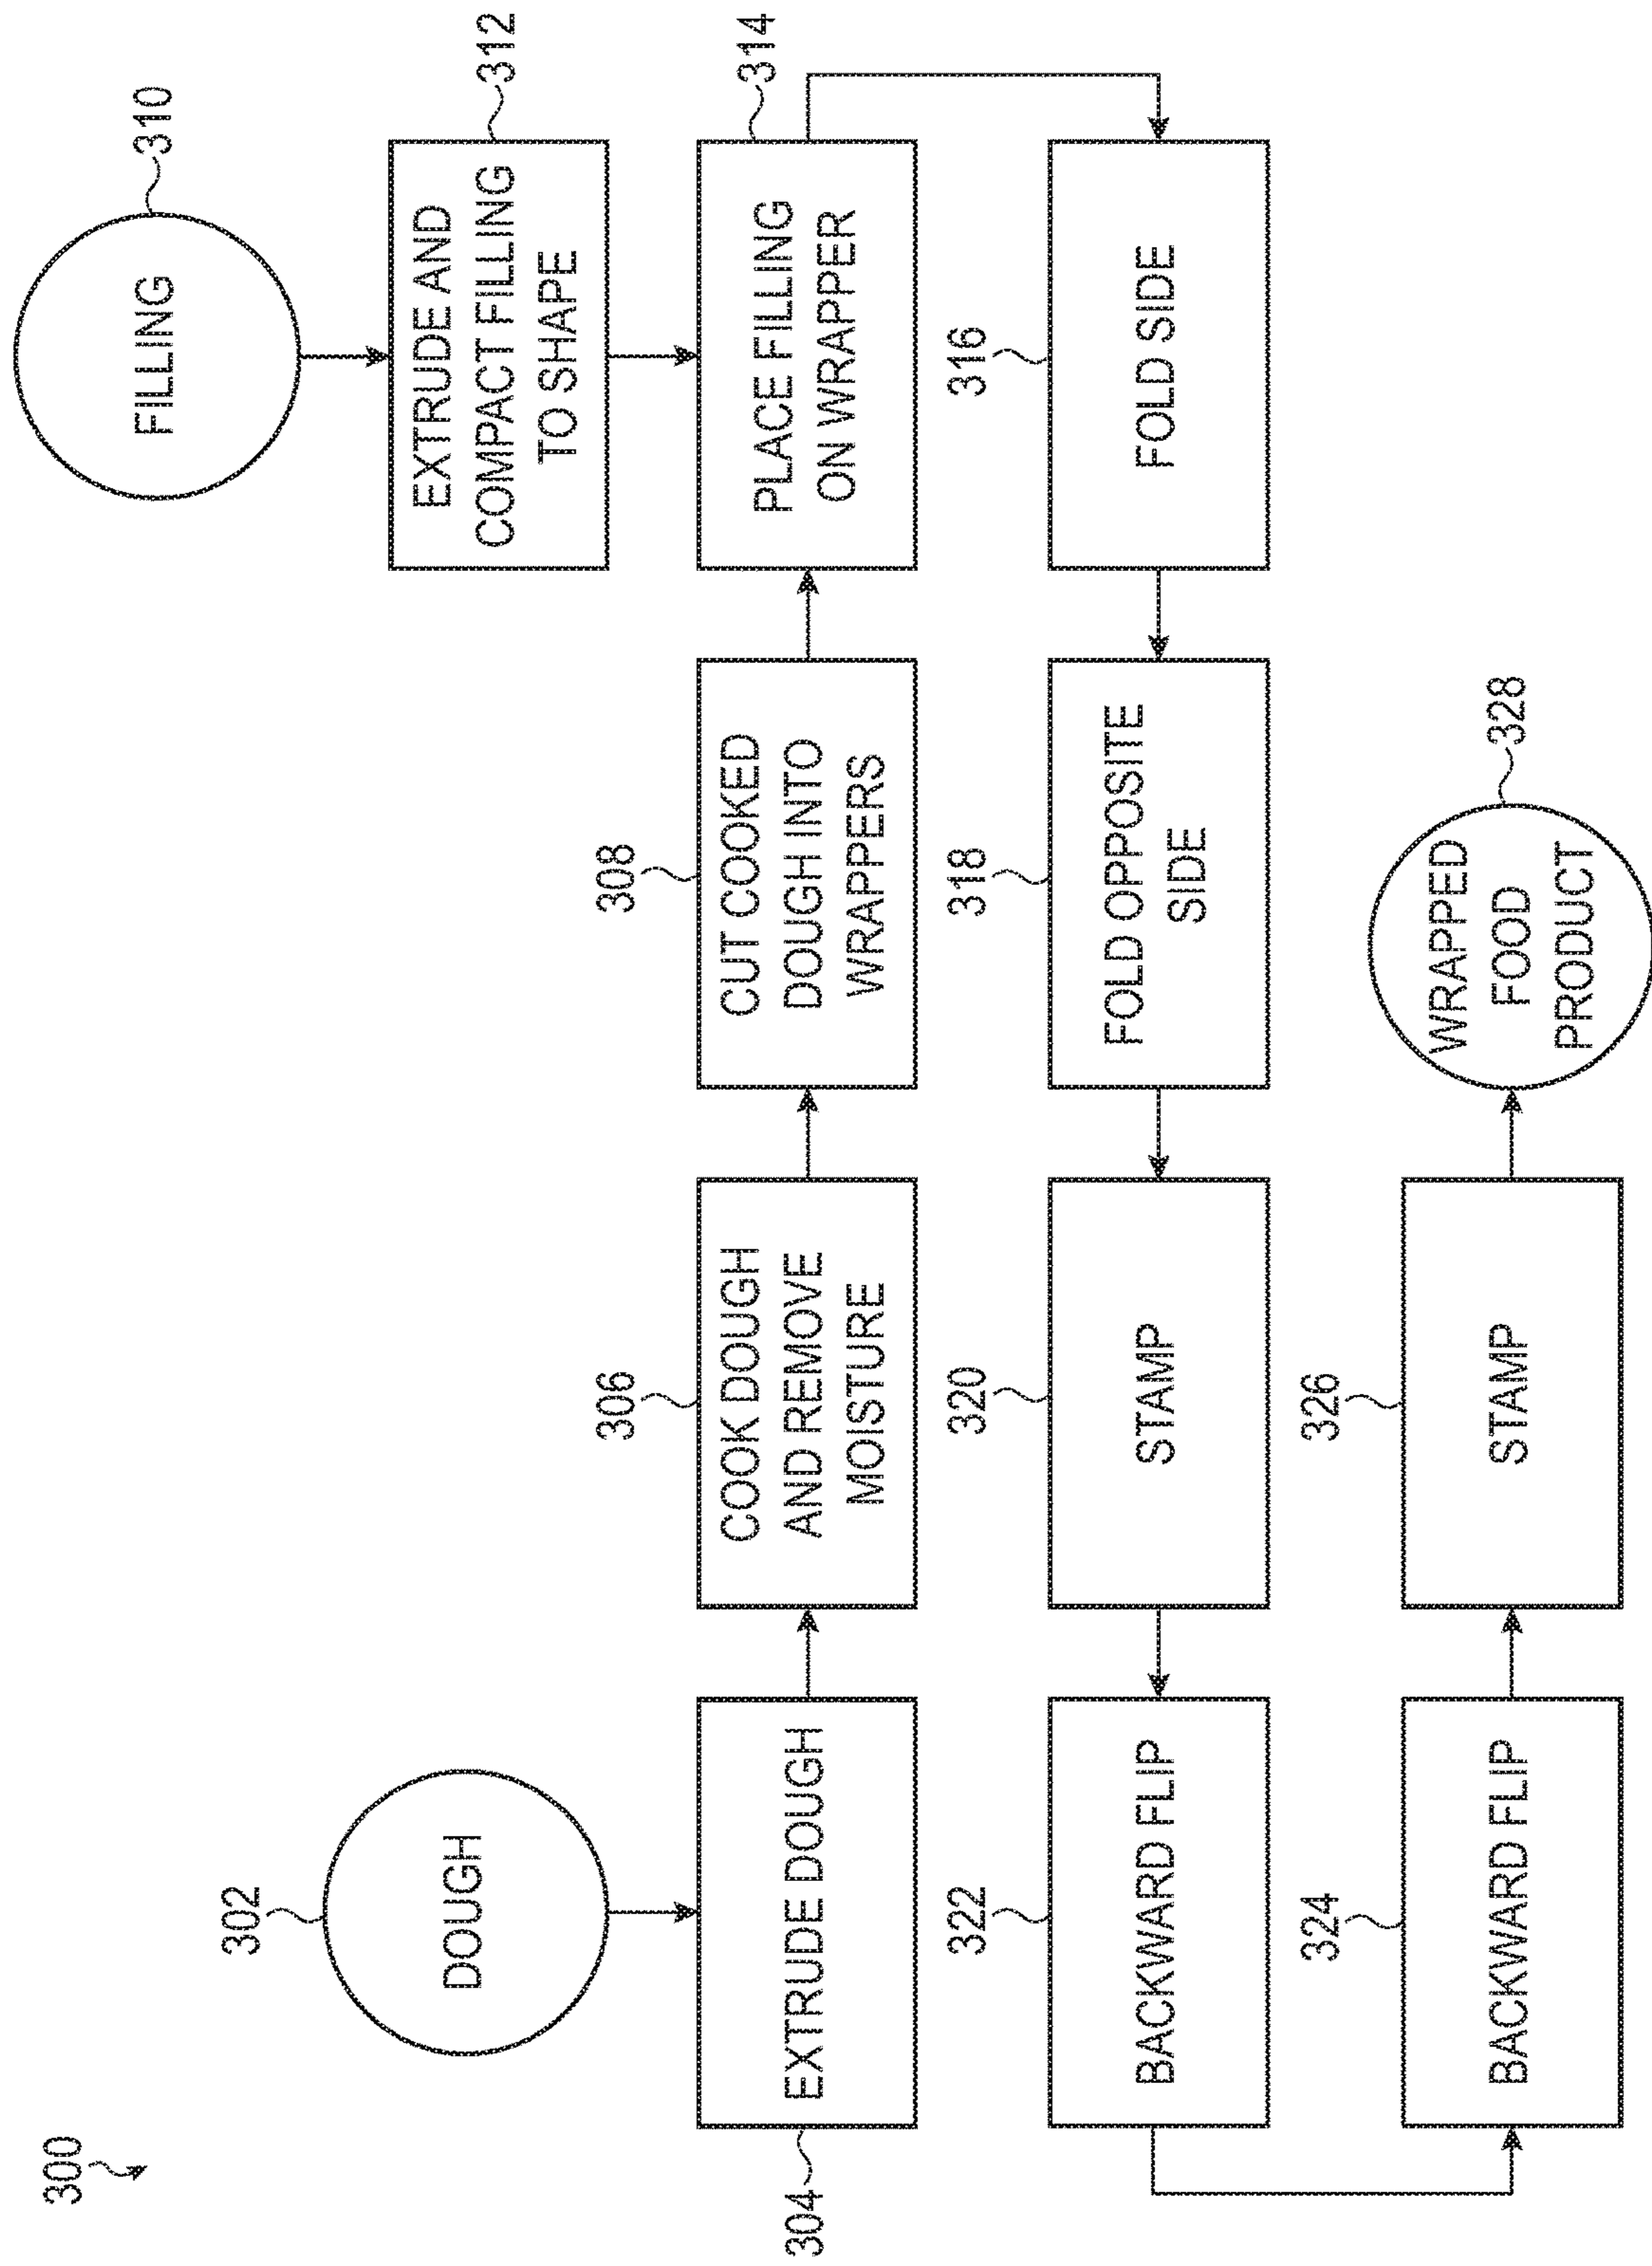 300
310
FILLING
302
DOUGH
312
EXTRUDE AND
COMPACT FILLING
TO SHAPE
304
EXTRUDE DOUGH
306
COOK DOUGH
AND REMOVE
MOISTURE
308
CUT COOKED
DOUGH INTO
WRAPPERS
314
PLACE FILLING
ON WRAPPER
316
FOLD SIDE
318
FOLD OPPOSITE
SIDE
320
STAMP
322
BACKWARD FLIP
324
BACKWARD FLIP
326
STAMP
328
WRAPPED
FOOD
PRODUCT